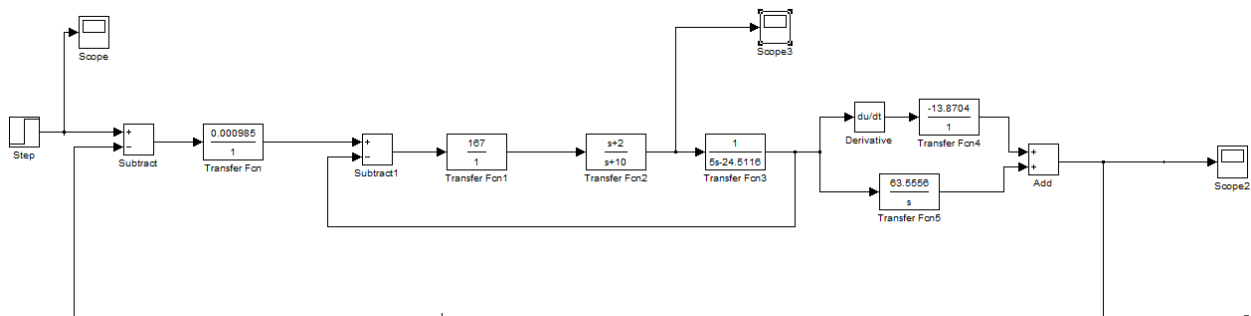 Scope
Scope3
Step
+
−
Subtract
0.000985
1
Transfer Fcn
+
−
Subtract1
167
1
Transfer Fcn1
s+2
s+10
Transfer Fcn2
1
5s-24.5116
Transfer Fcn3
du/dt
Derivative
-13.8704
1
Transfer Fcn4
63.5556
s
Transfer Fcn5
+
+
Add
Scope2